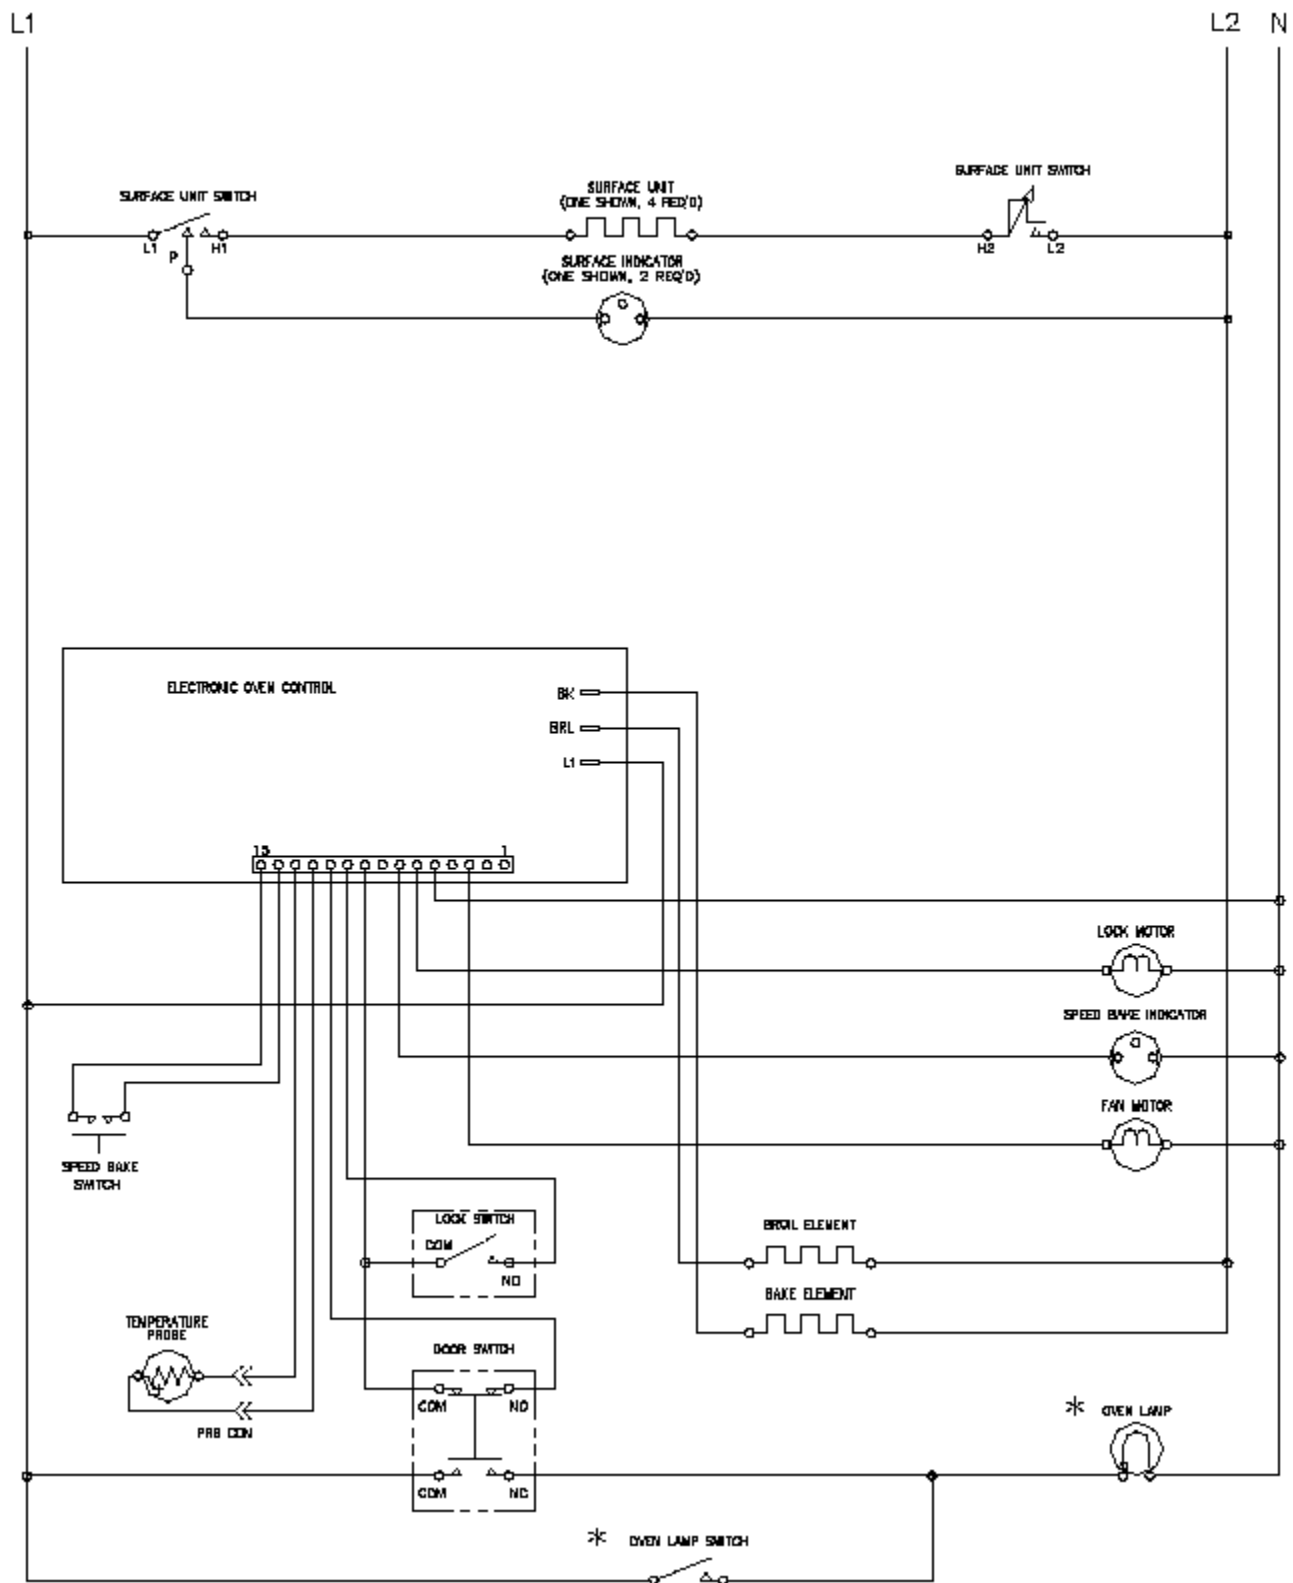 L1
L2 N
SURFACE UNIT SWITCH
SURFACE UNIT
(ONE SHOWN, 4 REQ'D)
SURFACE UNIT SWITCH
L1
H1
P
H2
L2
SURFACE INDICATOR
(ONE SHOWN, 2 REQ'D)
ELECTRONIC OVEN CONTROL
BK
BRL
L1
15
1
LOCK MOTOR
SPEED BAKE INDICATOR
FAN MOTOR
SPEED BAKE
SWITCH
LOCK SWITCH
COM
NO
BROIL ELEMENT
BAKE ELEMENT
TEMPERATURE
PROBE
PRB CON
DOOR SWITCH
COM
NO
COM
NC
* OVEN LAMP
* OVEN LAMP SWITCH